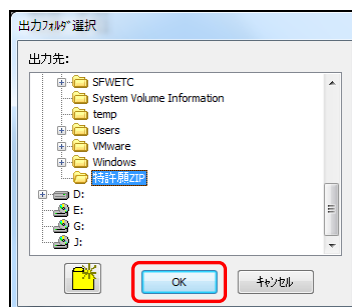 出力ﾌｫﾙﾀﾞ選択
出力先:
SFWETC
System Volume Information
temp
Users
VMware
Windows
特許願ZIP
D:
E:
G:
J:
OK
ｷｬﾝｾﾙ